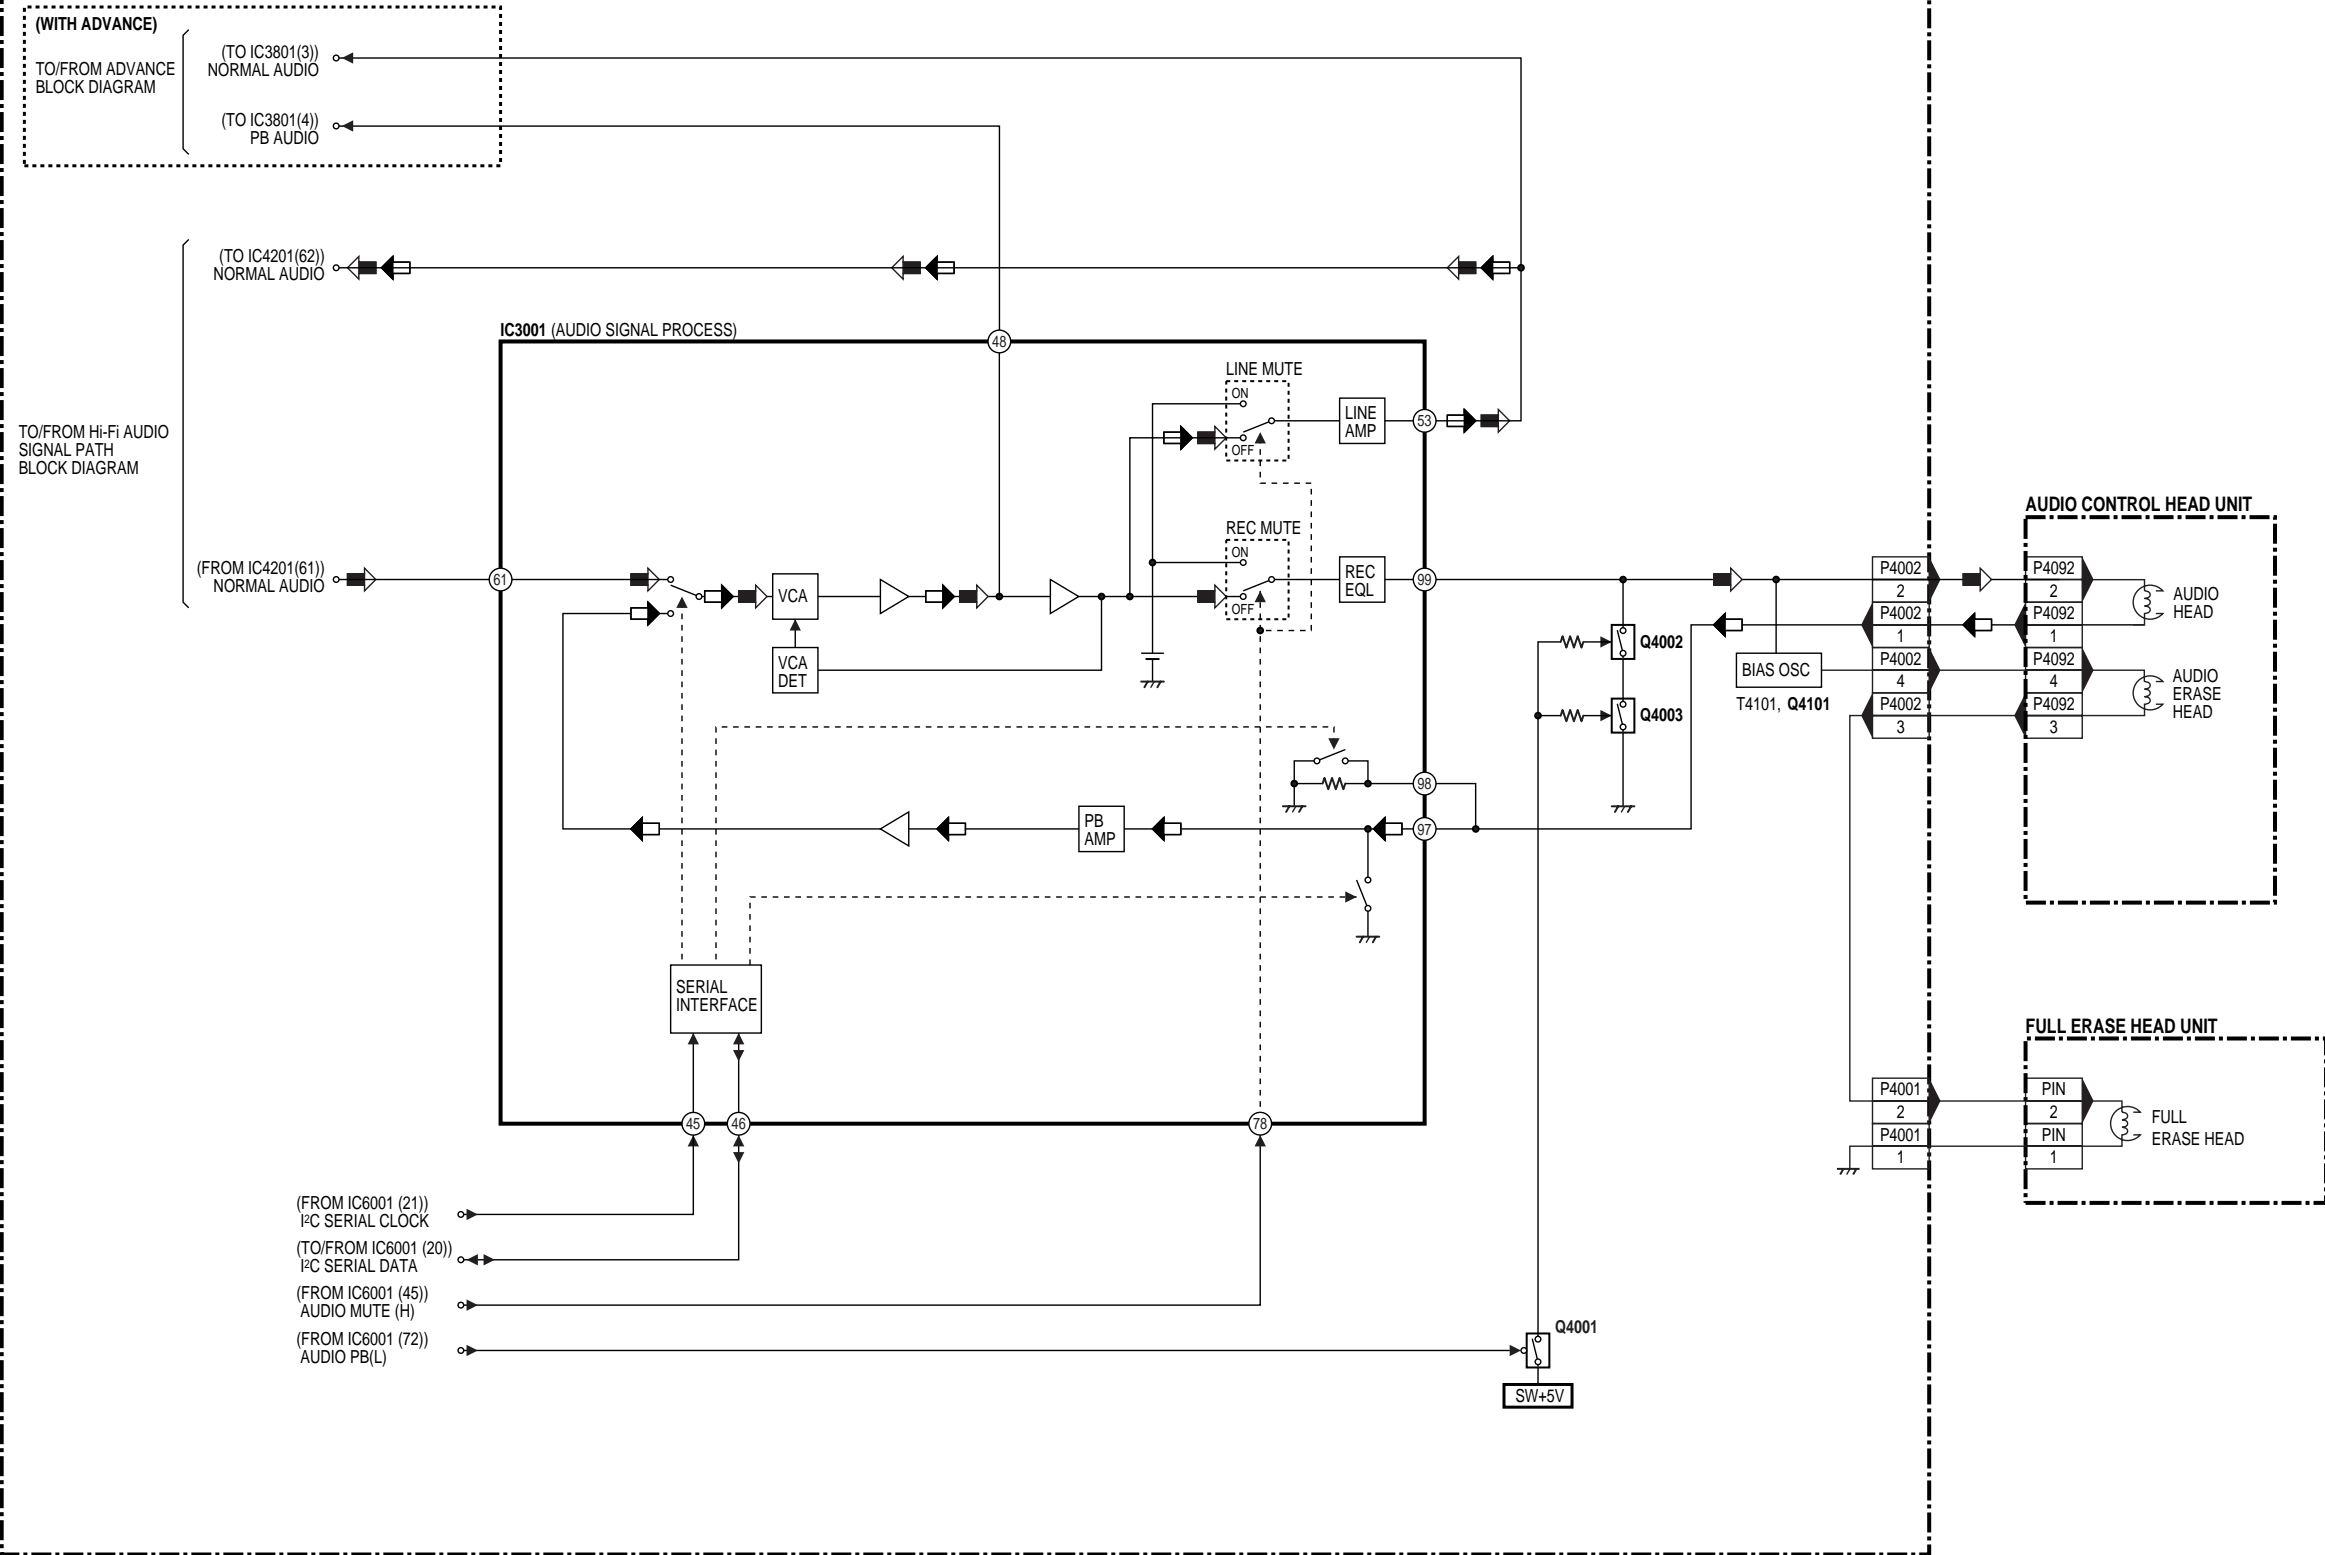 (WITH ADVANCE)
TO/FROM ADVANCE
BLOCK DIAGRAM
(TO IC3801(3))
NORMAL AUDIO
(TO IC3801(4))
PB AUDIO
(TO IC4201(62))
NORMAL AUDIO
TO/FROM Hi-Fi AUDIO
SIGNAL PATH
BLOCK DIAGRAM
(FROM IC4201(61))
NORMAL AUDIO
IC3001 (AUDIO SIGNAL PROCESS)
48
LINE MUTE
ON
OFF
LINE
AMP
53
REC MUTE
ON
OFF
REC
EQL
99
61
VCA
VCA
DET
98
97
PB
AMP
SERIAL
INTERFACE
45
46
78
(FROM IC6001 (21))
I²C SERIAL CLOCK
(TO/FROM IC6001 (20))
I²C SERIAL DATA
(FROM IC6001 (45))
AUDIO MUTE (H)
(FROM IC6001 (72))
AUDIO PB(L)
Q4002
Q4003
Q4001
SW+5V
BIAS OSC
T4101, Q4101
P4002
2
P4002
1
P4002
4
P4002
3
AUDIO CONTROL HEAD UNIT
P4092
2
P4092
1
P4092
4
P4092
3
AUDIO
HEAD
AUDIO
ERASE
HEAD
FULL ERASE HEAD UNIT
P4001
2
P4001
1
PIN
2
PIN
1
FULL
ERASE HEAD